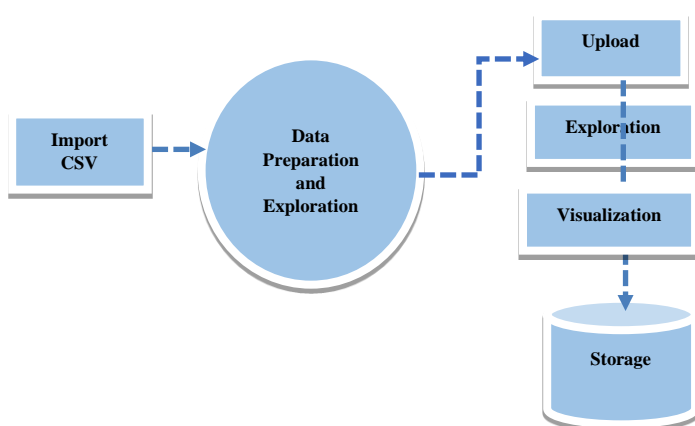 Import
CSV
Data
Preparation
and
Exploration
Upload
Exploration
Visualization
Storage